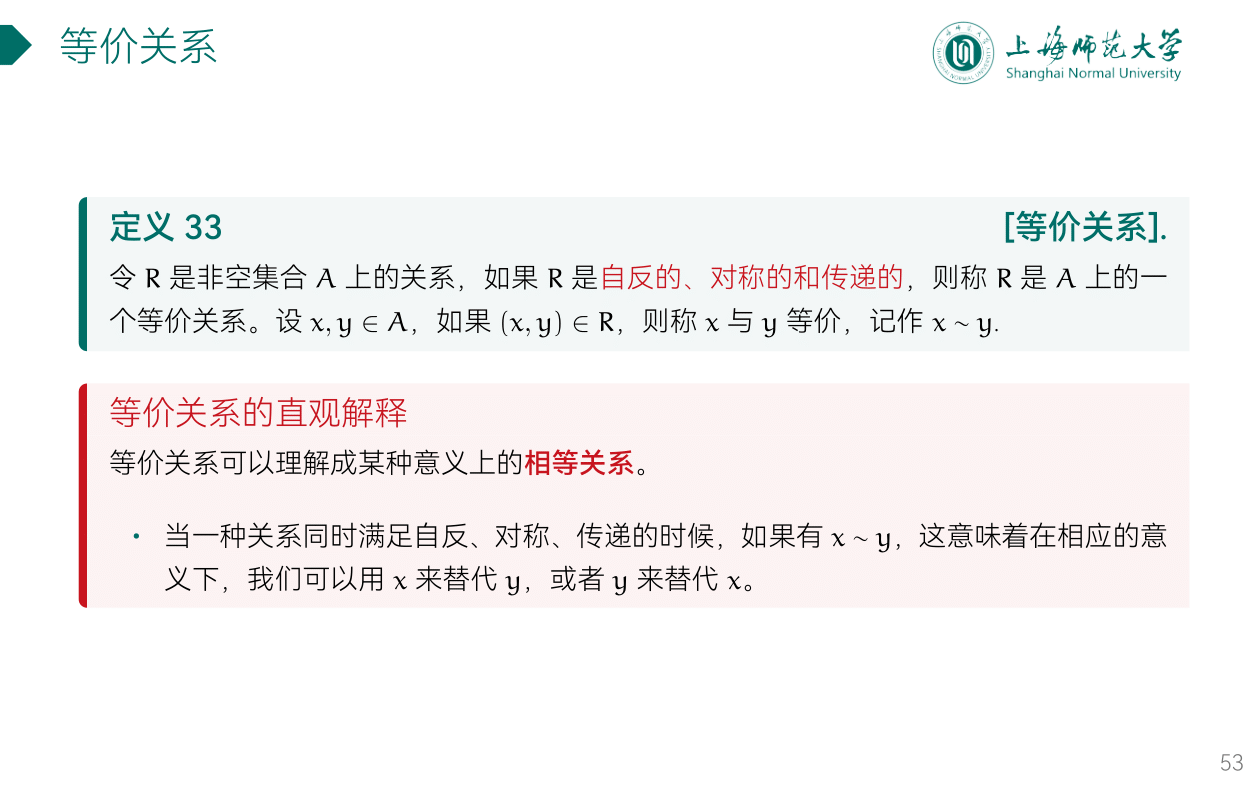 等价关系
上海师范大学
Shanghai Normal University
定义 33 [等价关系].
令 R 是非空集合 A 上的关系，如果 R 是自反的、对称的和传递的，则称 R 是 A 上的一
个等价关系。设 x, y ∈ A，如果 (x, y) ∈ R，则称 x 与 y 等价，记作 x ~ y.
等价关系的直观解释
等价关系可以理解成某种意义上的相等关系。
• 当一种关系同时满足自反、对称、传递的时候，如果有 x ~ y，这意味着在相应的意
义下，我们可以用 x 来替代 y，或者 y 来替代 x。
53